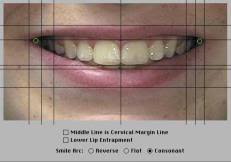 Middle Line is Cervical Margin Line
Lower Lip Entrapment
Smile Arc: Reverse Flat Consonant